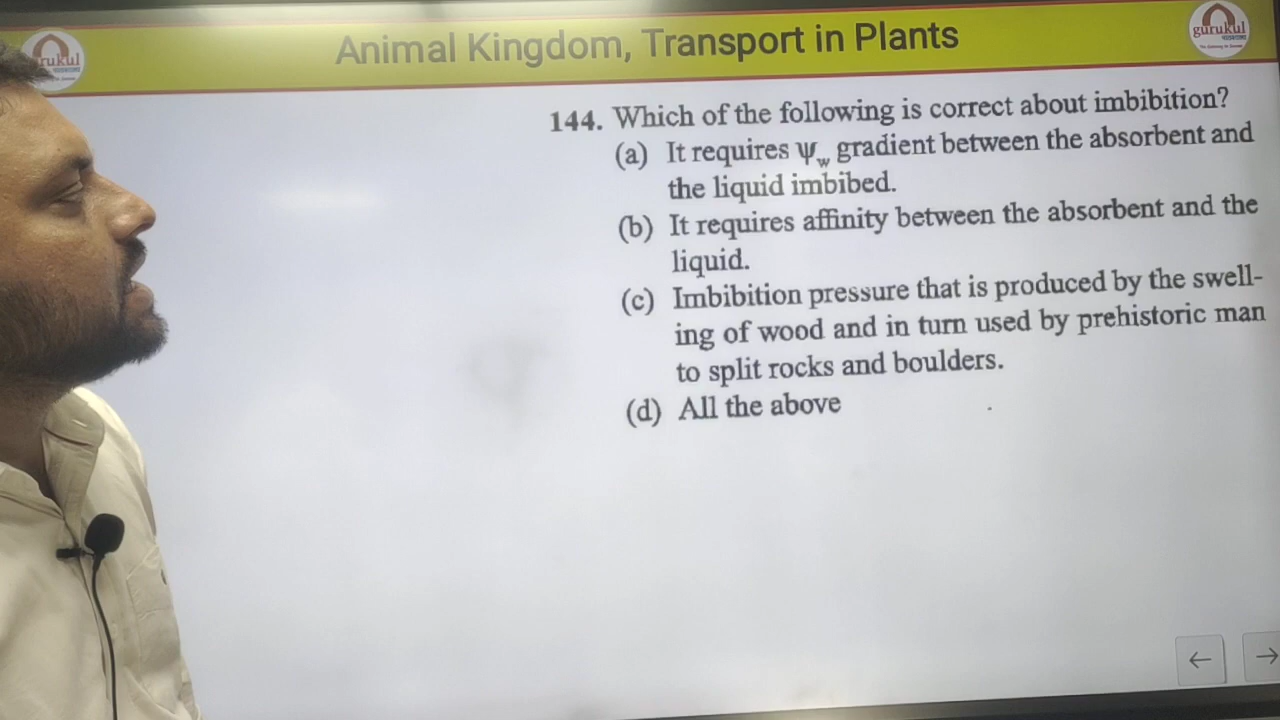 Animal Kingdom, Transport in Plants
rukul
gurukul
144. Which of the following is correct about imbibition?
(a) It requires ψw gradient between the absorbent and
the liquid imbibed.
(b) It requires affinity between the absorbent and the
liquid.
(c) Imbibition pressure that is produced by the swell-
ing of wood and in turn used by prehistoric man
to split rocks and boulders.
(d) All the above